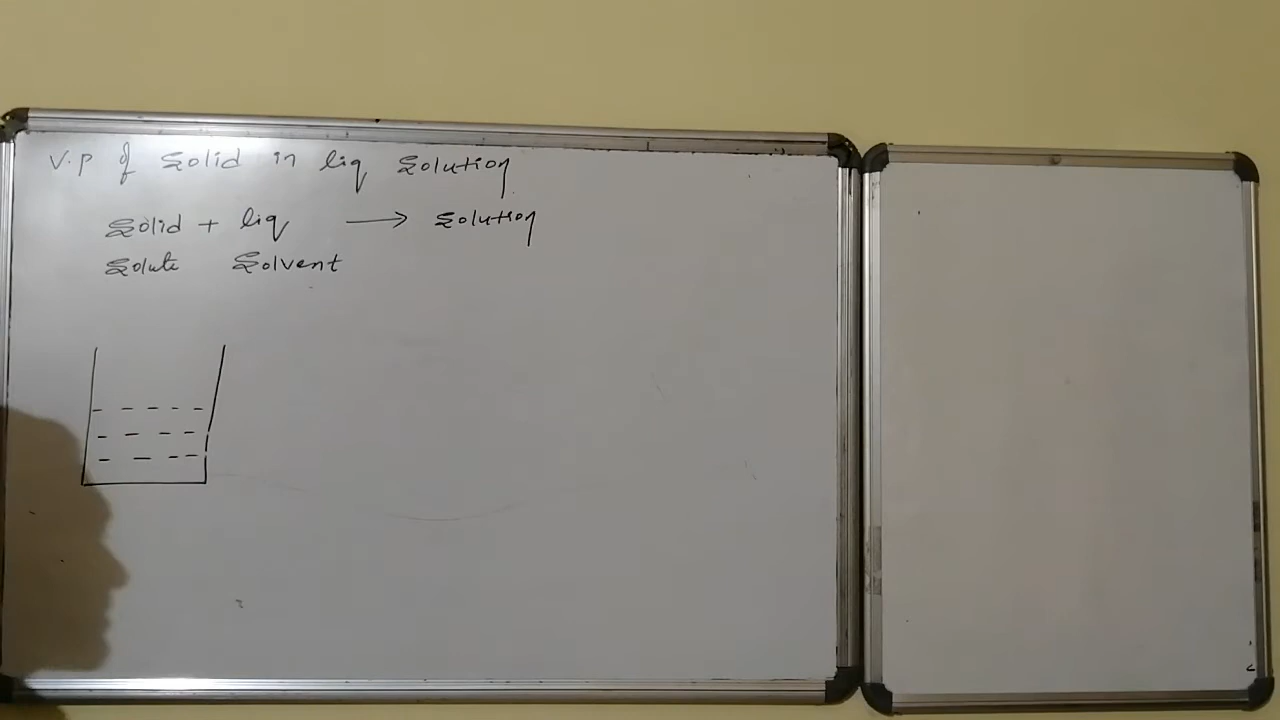 V.P of Solid in liq Solution
Solid + liq → Solution
Solute Solvent